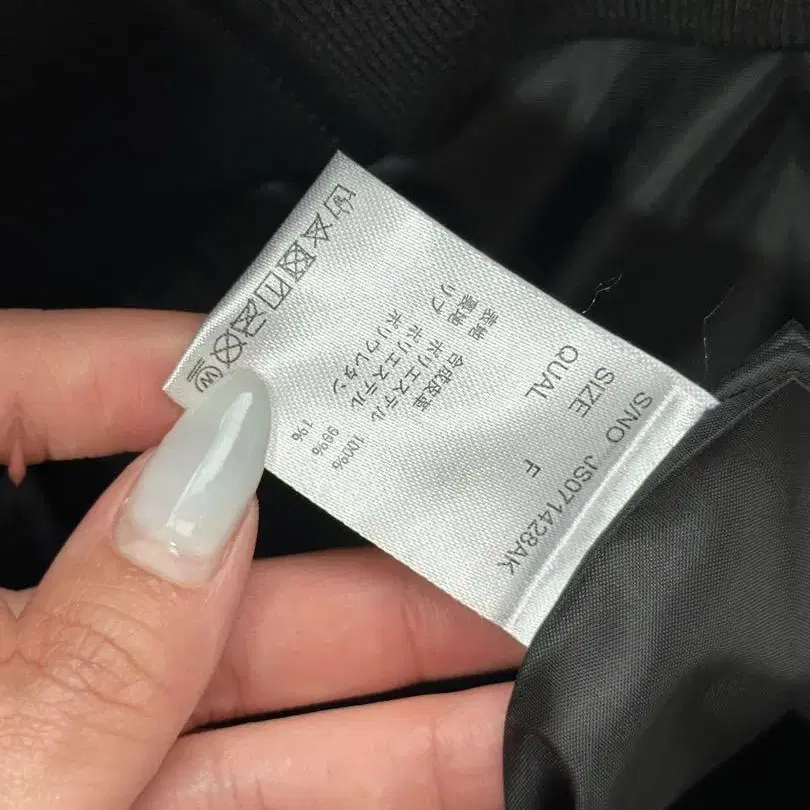 S/NO JS071428AK
SIZE F
QUAL
表地 合成皮革
裏地 ポリエステル 100%
リブ ポリエステル 99%
ポリウレタン 1%
W